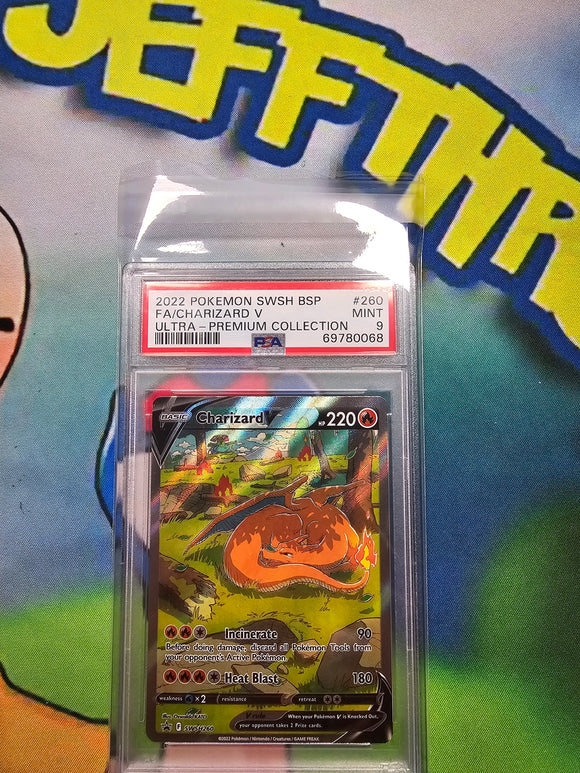 JEFFTHR
2022 POKEMON SWSH BSP #260
FA/CHARIZARD V MINT
ULTRA-PREMIUM COLLECTION 9
PSA 69780068
BASIC Charizard V HP 220
Incinerate 90
Before doing damage, discard all Pokémon Tools from
your opponent's Active Pokémon.
Heat Blast 180
weakness ×2 resistance retreat
V rule When your Pokémon V is Knocked Out,
your opponent takes 2 Prize cards.
F SWSH260
©2022 Pokémon / Nintendo / Creatures / GAME FREAK